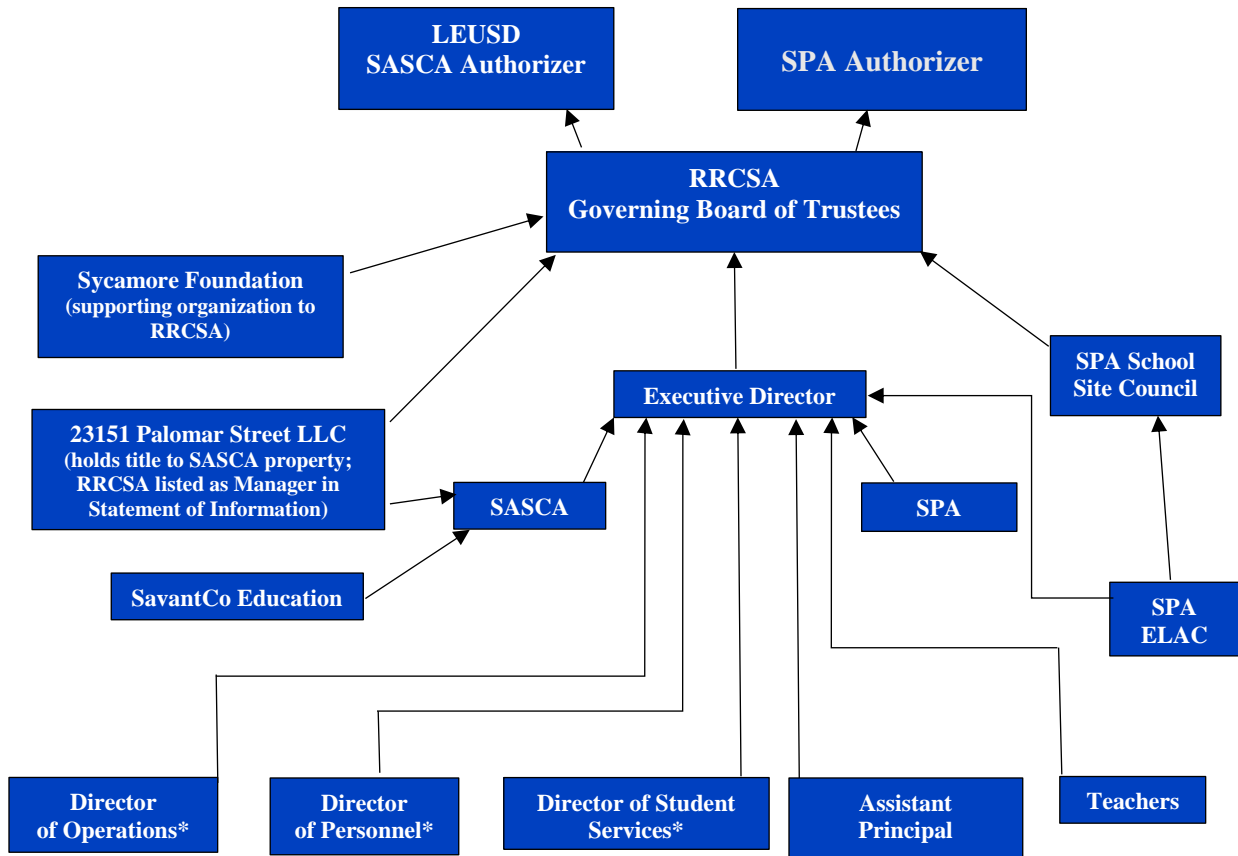 LEUSD
SASCA Authorizer
SPA Authorizer
RRCSA
Governing Board of Trustees
Sycamore Foundation
(supporting organization to
RRCSA)
SPA School
Site Council
Executive Director
23151 Palomar Street LLC
(holds title to SASCA property;
RRCSA listed as Manager in
Statement of Information)
SASCA
SPA
SavantCo Education
SPA
ELAC
Director
of Operations*
Director
of Personnel*
Director of Student
Services*
Assistant
Principal
Teachers